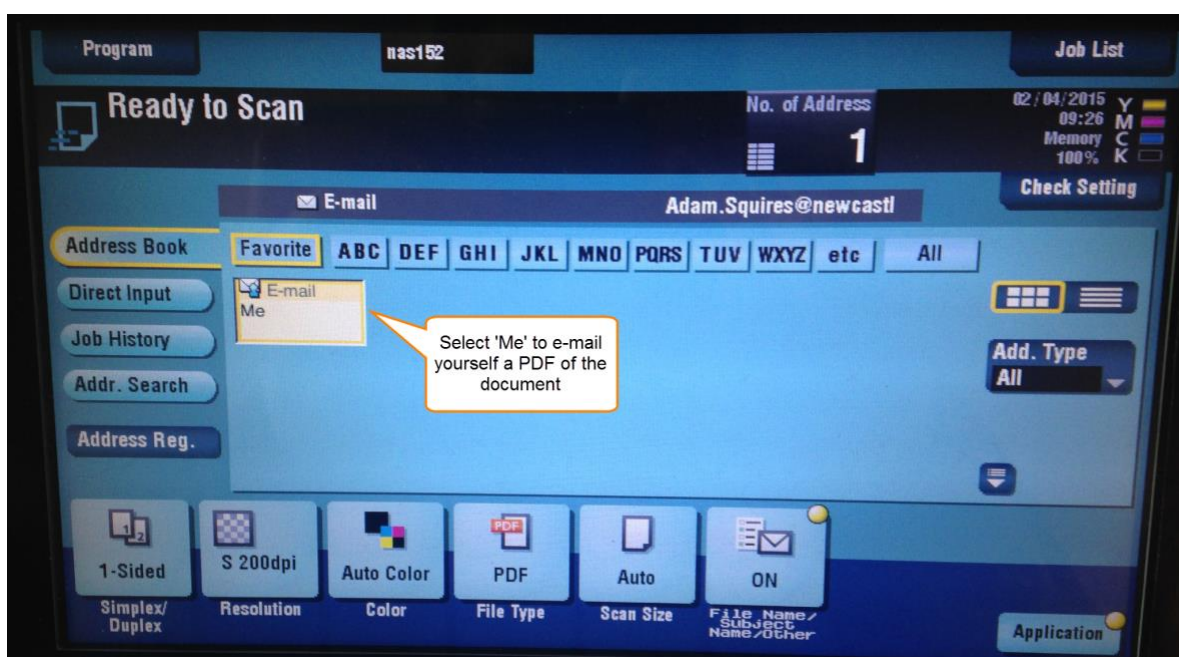 Program
nas152
Job List
Ready to Scan
No. of Address
1
02/04/2015
09:26
Memory
100%
Y
M
C
K
Check Setting
E-mail
Adam.Squires@newcastl
Address Book
Favorite
ABC
DEF
GHI
JKL
MNO
PQRS
TUV
WXYZ
etc
All
Direct Input
E-mail
Me
Job History
Select 'Me' to e-mail
yourself a PDF of the
document
Add. Type
All
Addr. Search
Address Reg.
1
2
1-Sided
Simplex/
Duplex
S 200dpi
Resolution
Auto Color
Color
PDF
PDF
File Type
Auto
Scan Size
ON
File Name/
Subject
Name/Other
Application